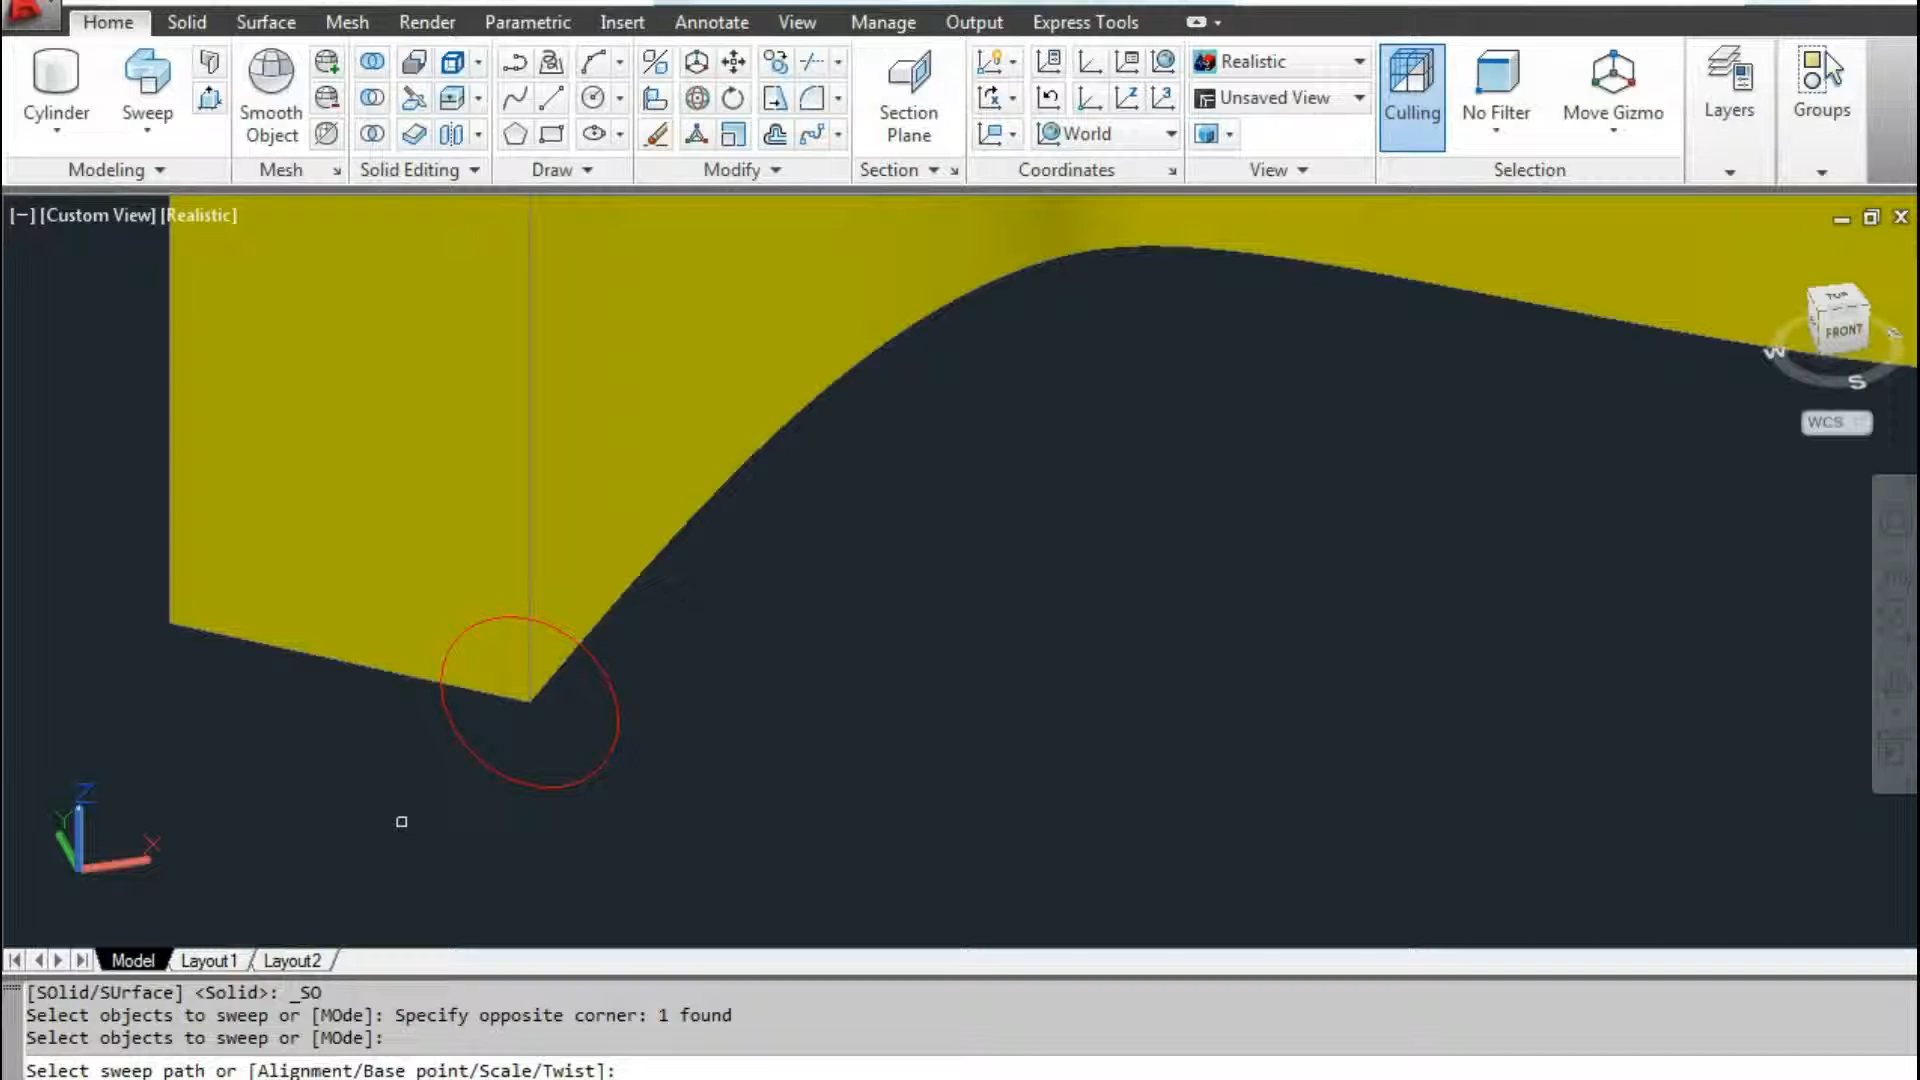 Home Solid Surface Mesh Render Parametric Insert Annotate View Manage Output Express Tools
Cylinder
Sweep
Smooth
Object
Section
Plane
World
Realistic
Unsaved View
Culling
No Filter
Move Gizmo
Layers
Groups
Modeling Mesh Solid Editing Draw Modify Section Coordinates View Selection
[−] [Custom View] [Realistic]
TOP
FRONT
W
S
WCS
Z
Y
X
Model Layout1 Layout2
[SOlid/SUrface] <Solid>: _SO
Select objects to sweep or [MOde]: Specify opposite corner: 1 found
Select objects to sweep or [MOde]:
Select sweep path or [Alignment/Base point/Scale/Twist]: